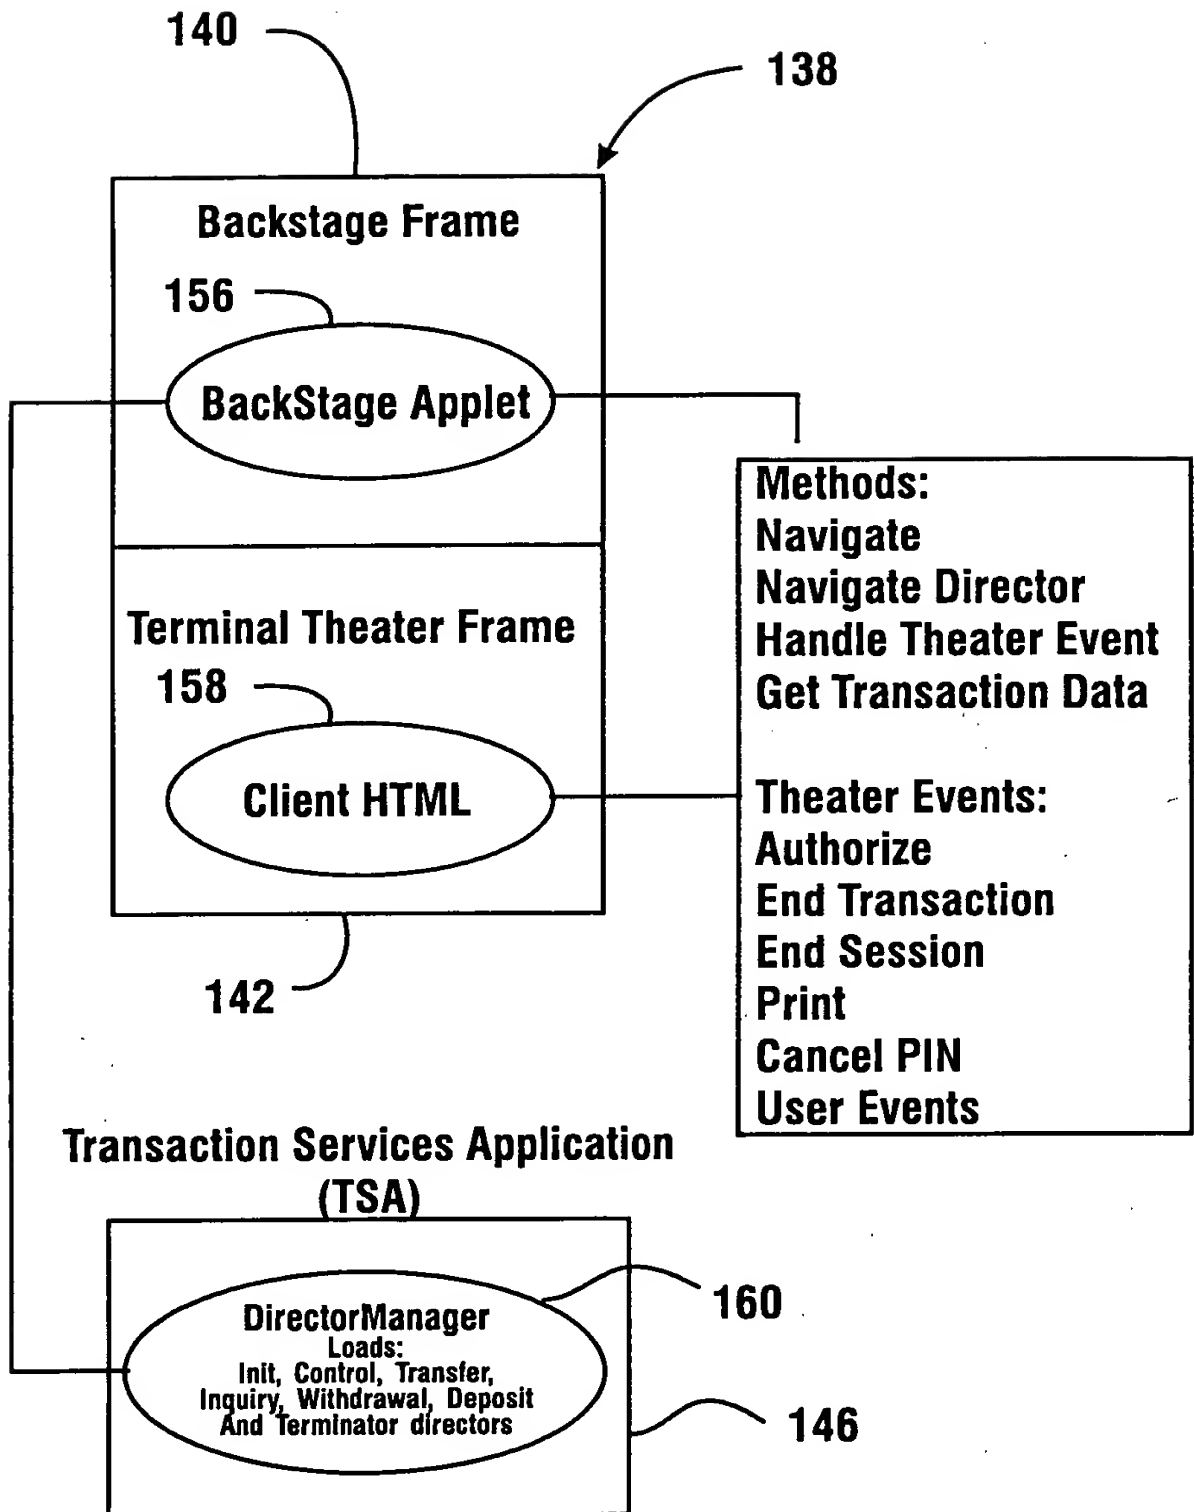 140
138
Backstage Frame
156
BackStage Applet
Methods:
Navigate
Navigate Director
Handle Theater Event
Get Transaction Data
Theater Events:
Authorize
End Transaction
End Session
Print
Cancel PIN
User Events
Terminal Theater Frame
158
Client HTML
142
Transaction Services Application
(TSA)
DirectorManager
Loads:
Init, Control, Transfer,
Inquiry, Withdrawal, Deposit
And Terminator directors
160
146